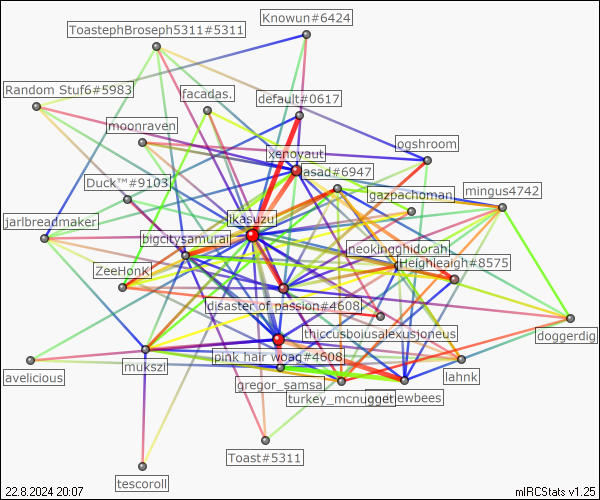 Knowun#6424
ToastephBroseph5311#5311
Random Stuf6#5983
facadas.
default#0617
moonraven
ogshroom
xenoyaut
asad#6947
Duck™#9103
gazpachoman
mingus4742
jarlbreadmaker
ikasuzu
bigcitysamurai
neokingghidorah
Heighleaigh#8575
ZeeHonK
disaster of passion#4608
thiccusbousalexusjoneus
doggerdig
pink hair woag#4608
mukszi
avelicious
lahnk
gregor_samsa
turkey_mcnugget
Toast#5311
tescoroll
22.8.2024 20:07
mIRCStats v1.25